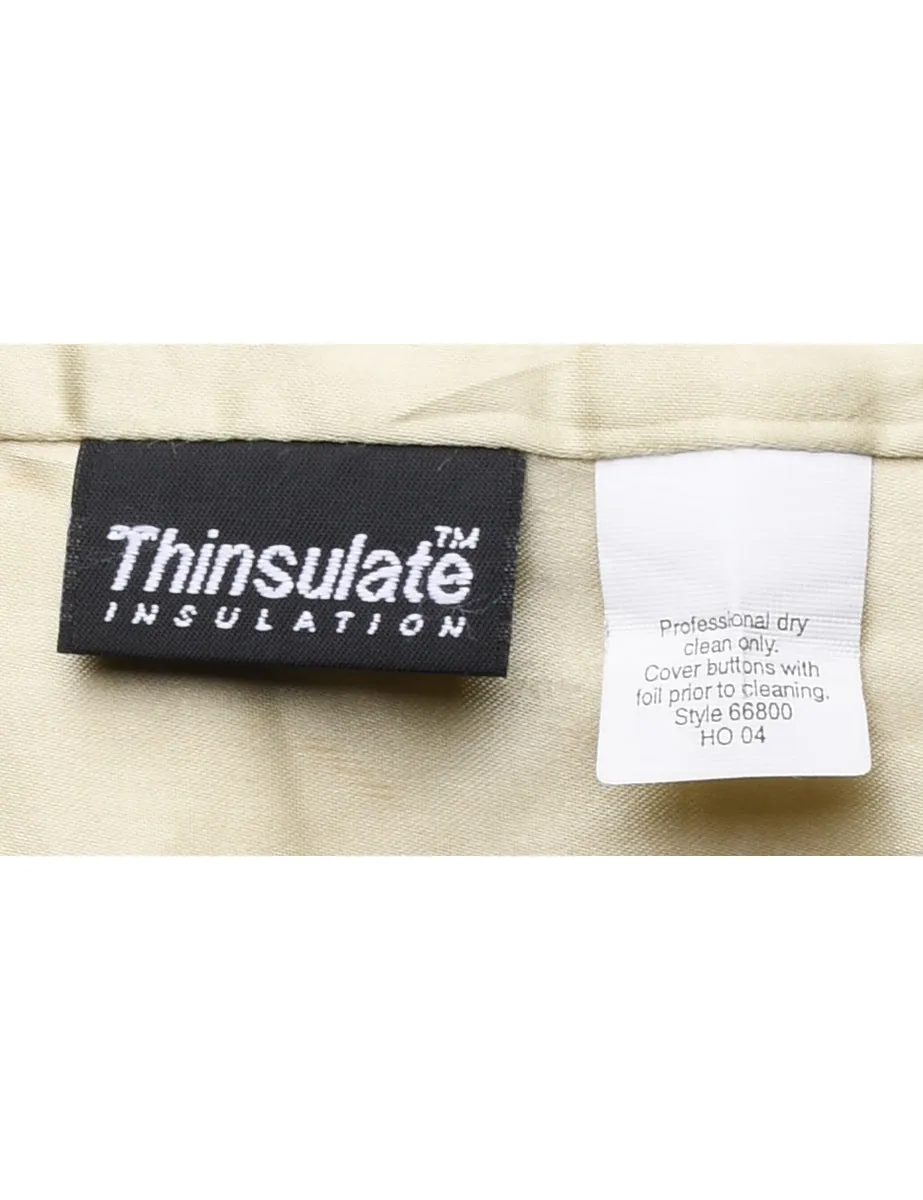 Thinsulate™
INSULATION
Professional dry
clean only.
Cover buttons with
foil prior to cleaning.
Style 66800
HO 04